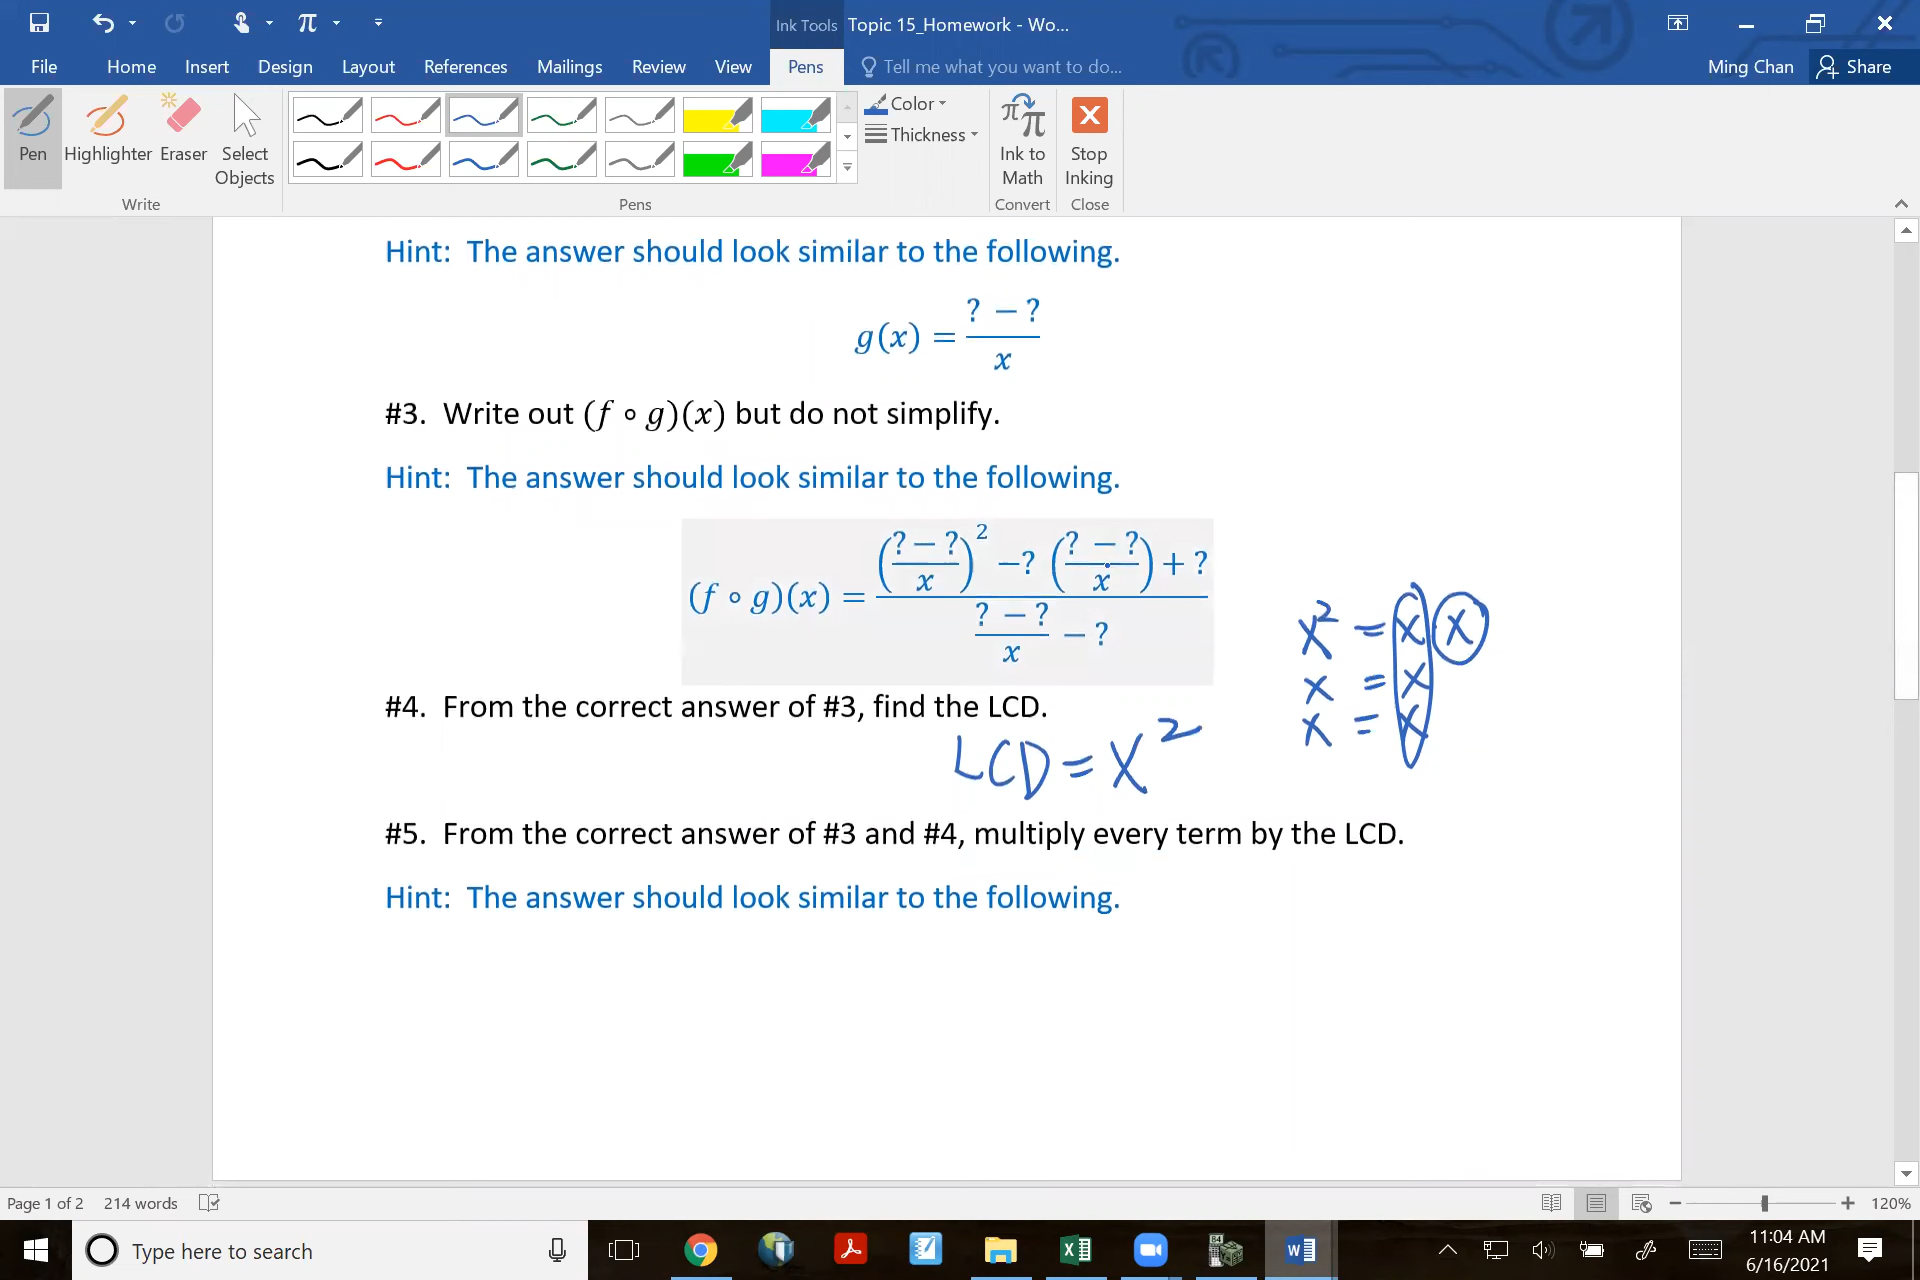 Ink Tools Topic 15_Homework - Wo...
File Home Insert Design Layout References Mailings Review View Pens Tell me what you want to do... Ming Chan Share
Pen Highlighter Eraser Select Objects
Color
Thickness
Ink to Math
Stop Inking
Write Pens Convert Close
Hint: The answer should look similar to the following.
g(x) = (? − ?)/x
#3. Write out (f ∘ g)(x) but do not simplify.
Hint: The answer should look similar to the following.
(f ∘ g)(x) = (((? − ?)/x)² −? ((? − ?)/x) + ?)/((? − ?)/x − ?)
x² = x x
x = x
x = x
#4. From the correct answer of #3, find the LCD.
LCD = x²
#5. From the correct answer of #3 and #4, multiply every term by the LCD.
Hint: The answer should look similar to the following.
Page 1 of 2 214 words 120%
Type here to search
11:04 AM
6/16/2021